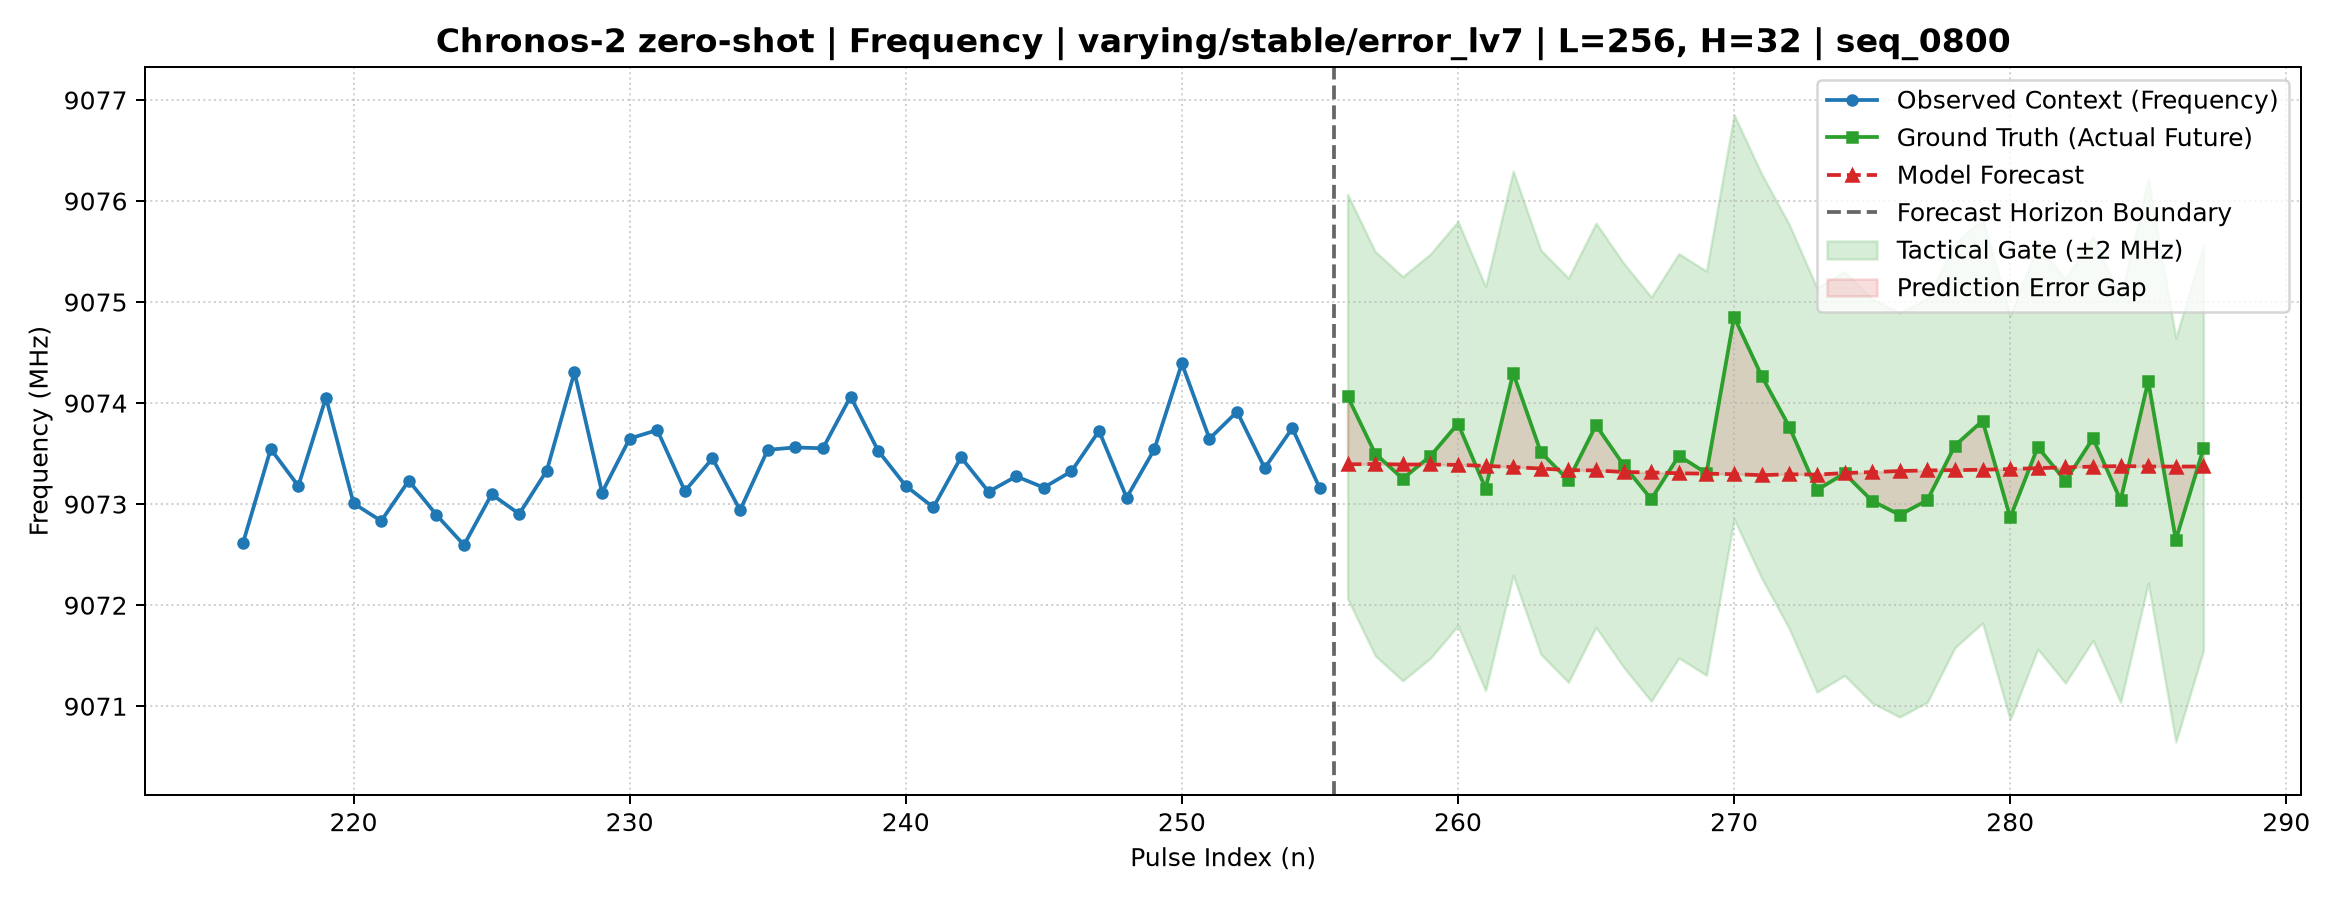 Chronos-2 zero-shot | Frequency | varying/stable/error_lv7 | L=256, H=32 | seq_0800
Frequency (MHz)
9077
9076
9075
9074
9073
9072
9071
Observed Context (Frequency)
Ground Truth (Actual Future)
Model Forecast
Forecast Horizon Boundary
Tactical Gate (±2 MHz)
Prediction Error Gap
220 230 240 250 260 270 280 290
Pulse Index (n)